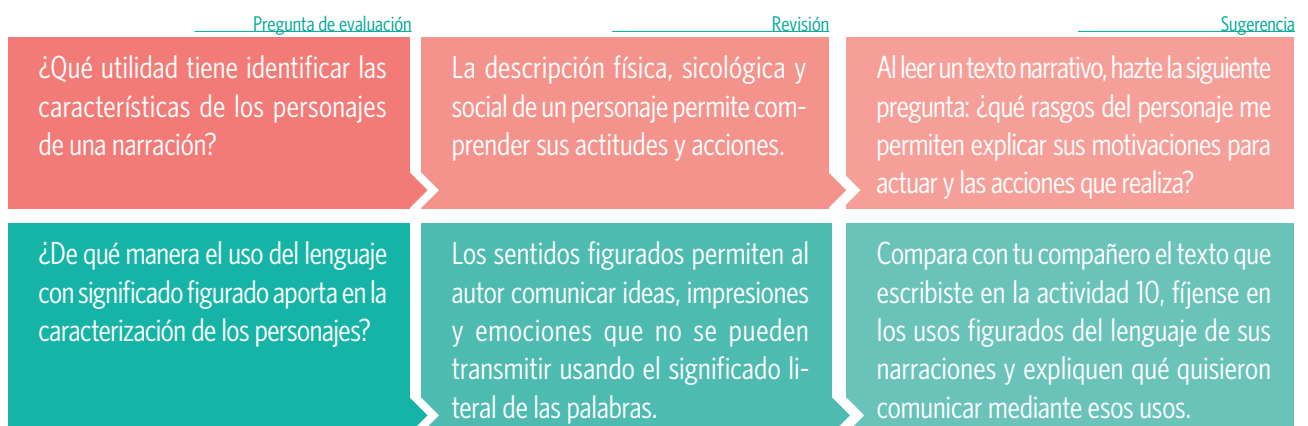 Pregunta de evaluación
Revisión
Sugerencia
¿Qué utilidad tiene identificar las
características de los personajes
de una narración?
La descripción física, sicológica y
social de un personaje permite com-
prender sus actitudes y acciones.
Al leer un texto narrativo, hazte la siguiente
pregunta: ¿qué rasgos del personaje me
permiten explicar sus motivaciones para
actuar y las acciones que realiza?
¿De qué manera el uso del lenguaje
con significado figurado aporta en la
caracterización de los personajes?
Los sentidos figurados permiten al
autor comunicar ideas, impresiones
y emociones que no se pueden
transmitir usando el significado li-
teral de las palabras.
Compara con tu compañero el texto que
escribiste en la actividad 10, fíjense en
los usos figurados del lenguaje de sus
narraciones y expliquen qué quisieron
comunicar mediante esos usos.